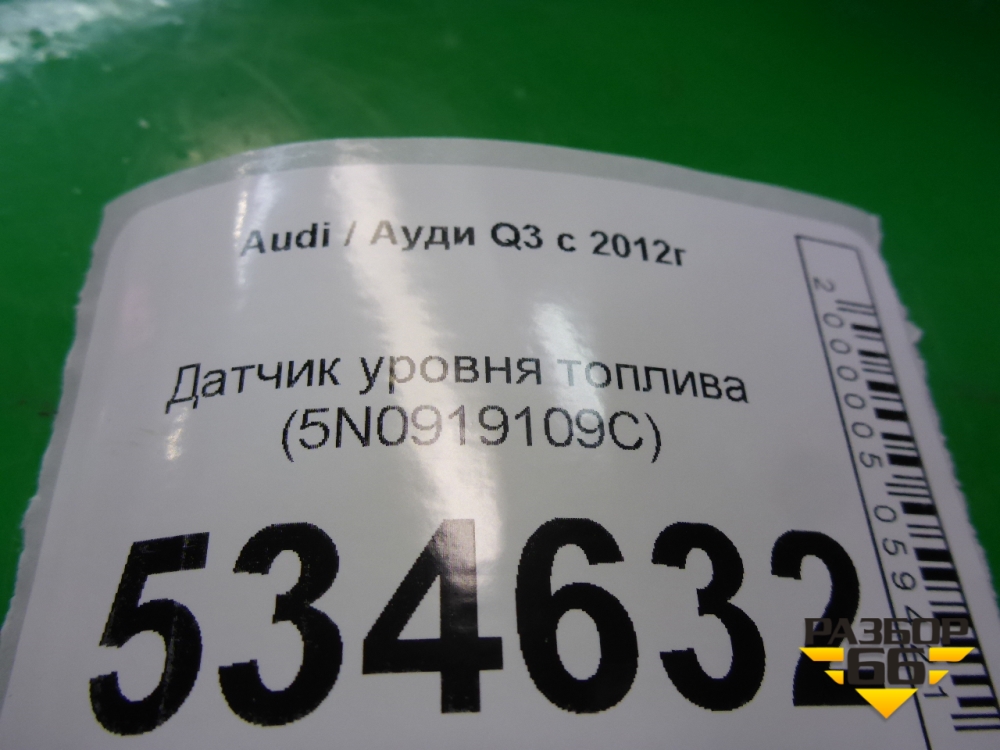 Audi / Ауди Q3 с 2012г
Датчик уровня топлива
(5N0919109C)
534632
РАЗБОР
66